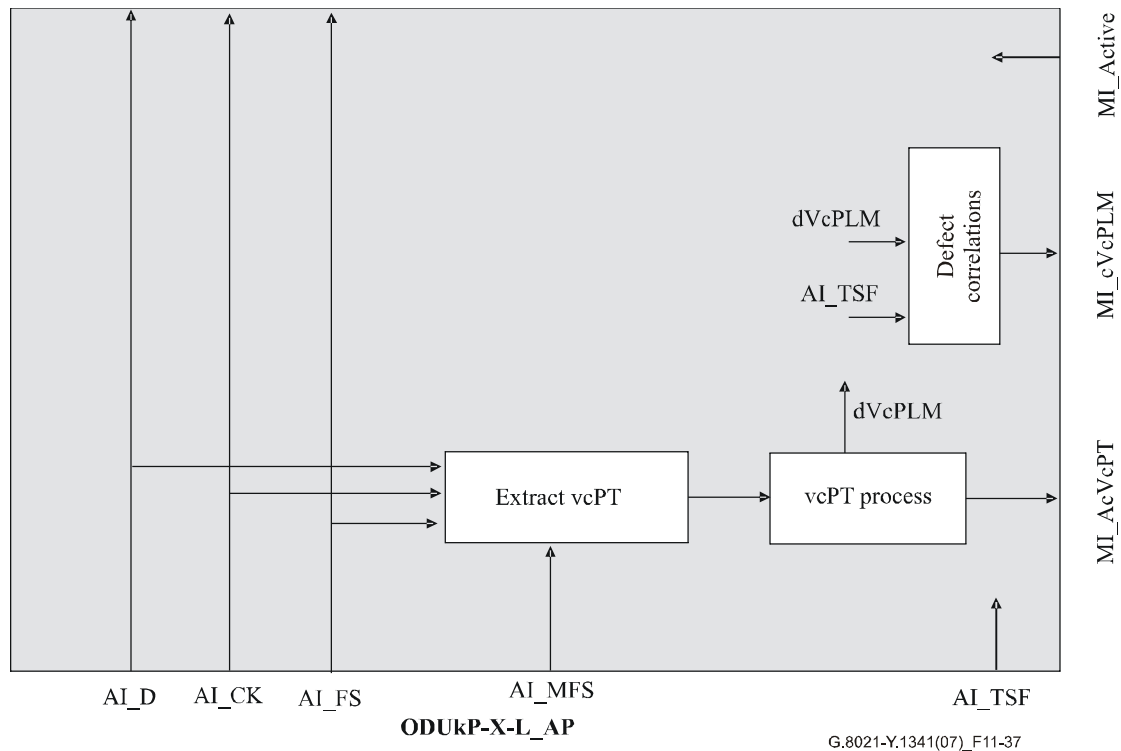 MI_Active
dVcPLM
AI_TSF
Defect
correlations
MI_cVcPLM
dVcPLM
Extract vcPT
vcPT process
MI_AcVcPT
AI_D
AI_CK
AI_FS
AI_MFS
AI_TSF
ODUkP-X-L_AP
G.8021-Y.1341(07)_F11-37